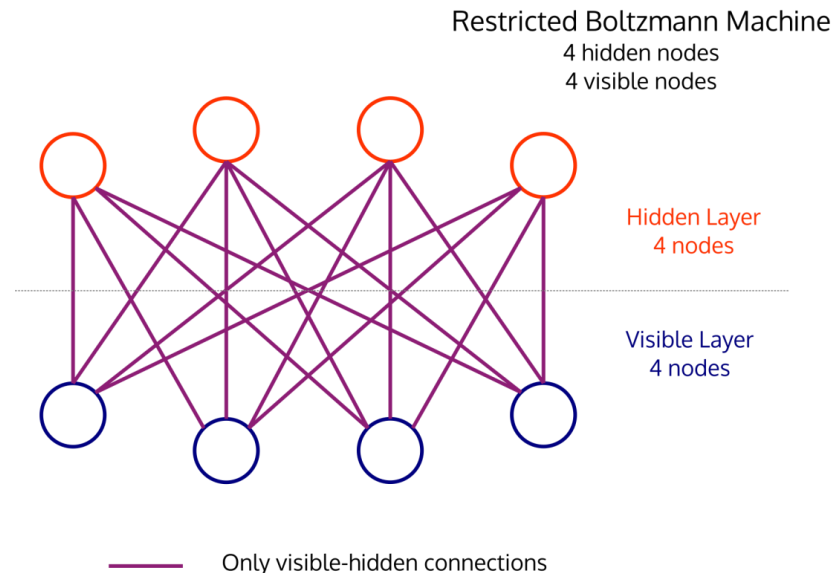 Restricted Boltzmann Machine
4 hidden nodes
4 visible nodes
Hidden Layer
4 nodes
Visible Layer
4 nodes
Only visible-hidden connections